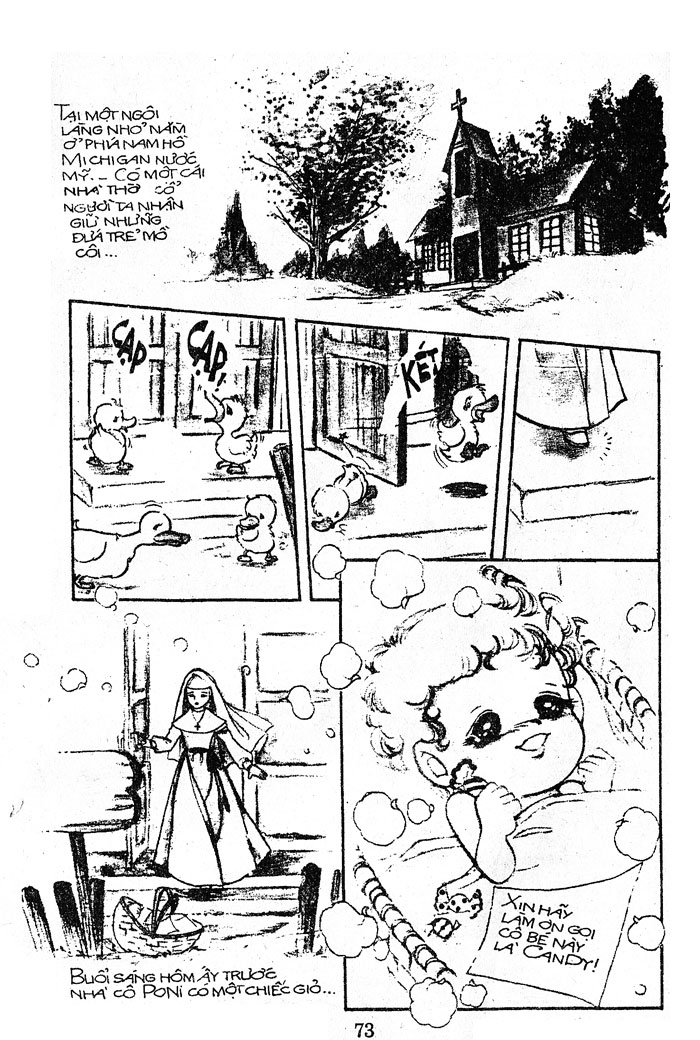 TẠI MỘT NGÔI
LÀNG NHỎ NẰM
Ở PHÍA NAM HỒ
MICHIGAN NƯỚC
MỸ. _ CÓ MỘT CÁI
NHÀ THỜ CÓ
NGƯỜI TA NHẬN
GIỮ NHỮNG
ĐỨA TRẺ MỒ
CÔI ...
CẠP
CẠP!
KÉT
XIN HÃY
LÀM ƠN GỌI
CÔ BÉ NÀY
LÀ CANDY!
BUỔI SÁNG HÔM ẤY TRƯỚC
NHÀ CÔ PONI CÓ MỘT CHIẾC GIỎ...
73